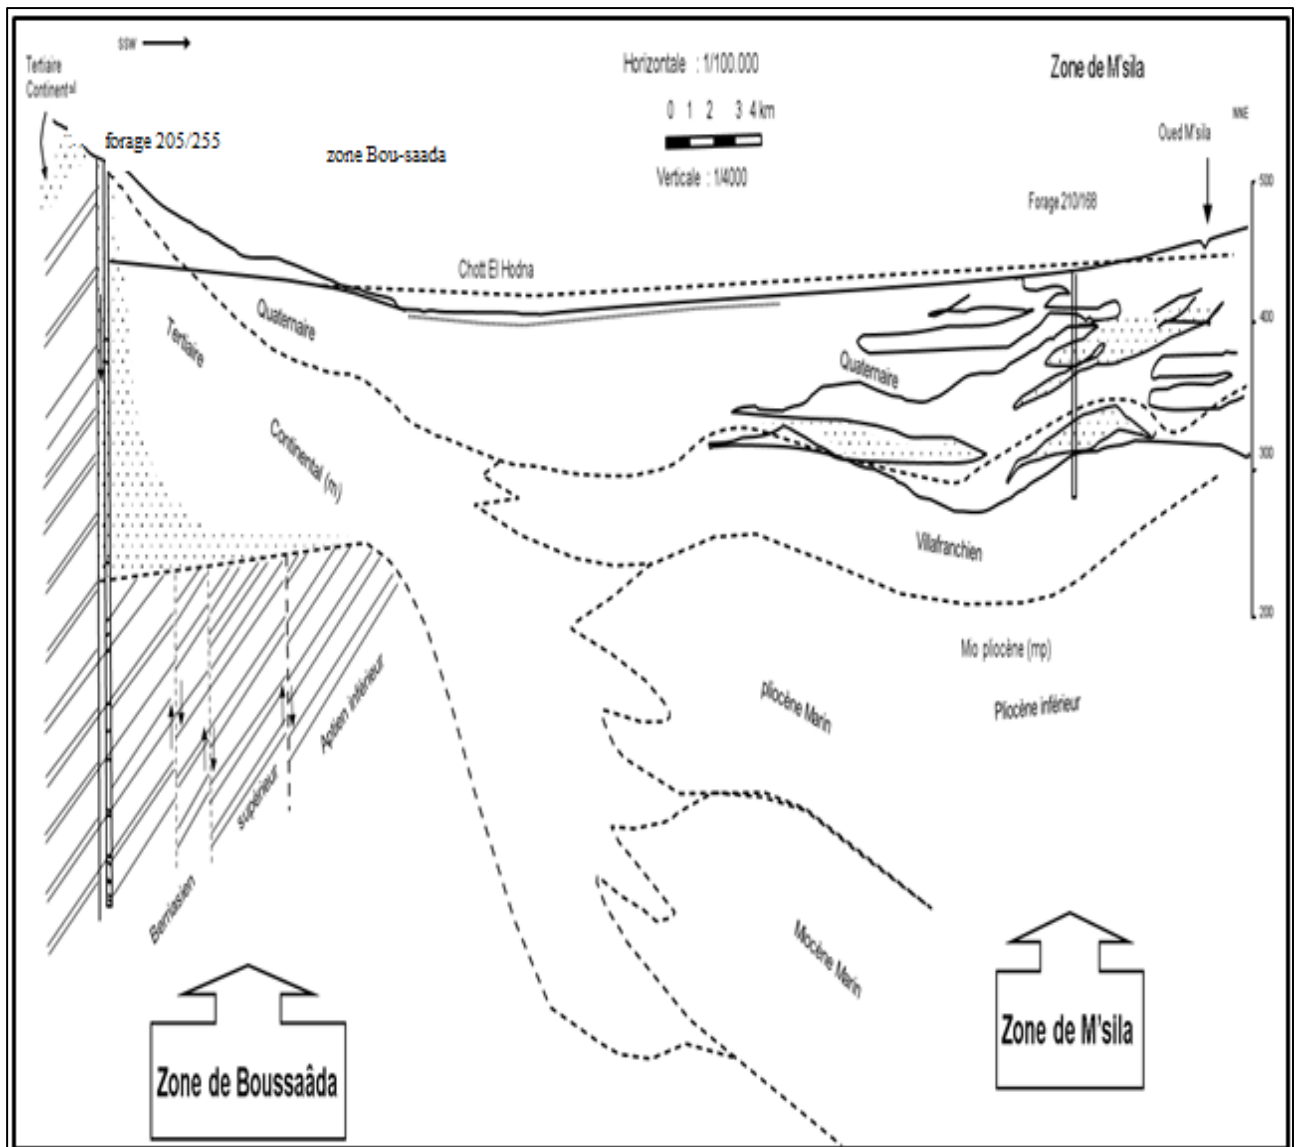 SSW
Tertiaire
Continental
forage 205/255
zone Bou-saada
Horizontale : 1/100.000
0 1 2 3 4 km
Verticale : 1/4000
Zone de M'sila
NNE
Oued M'sila
500
Forage 210/168
Chott El Hodna
Quaternaire
Tertiaire
400
Quaternaire
Continental (m)
300
Villafranchien
200
Mio pliocène (mp)
pliocène Marin
Pliocène inférieur
Aptien inférieur
supérieur
Berriasien
Miocène Marin
Zone de Boussaâda
Zone de M'sila